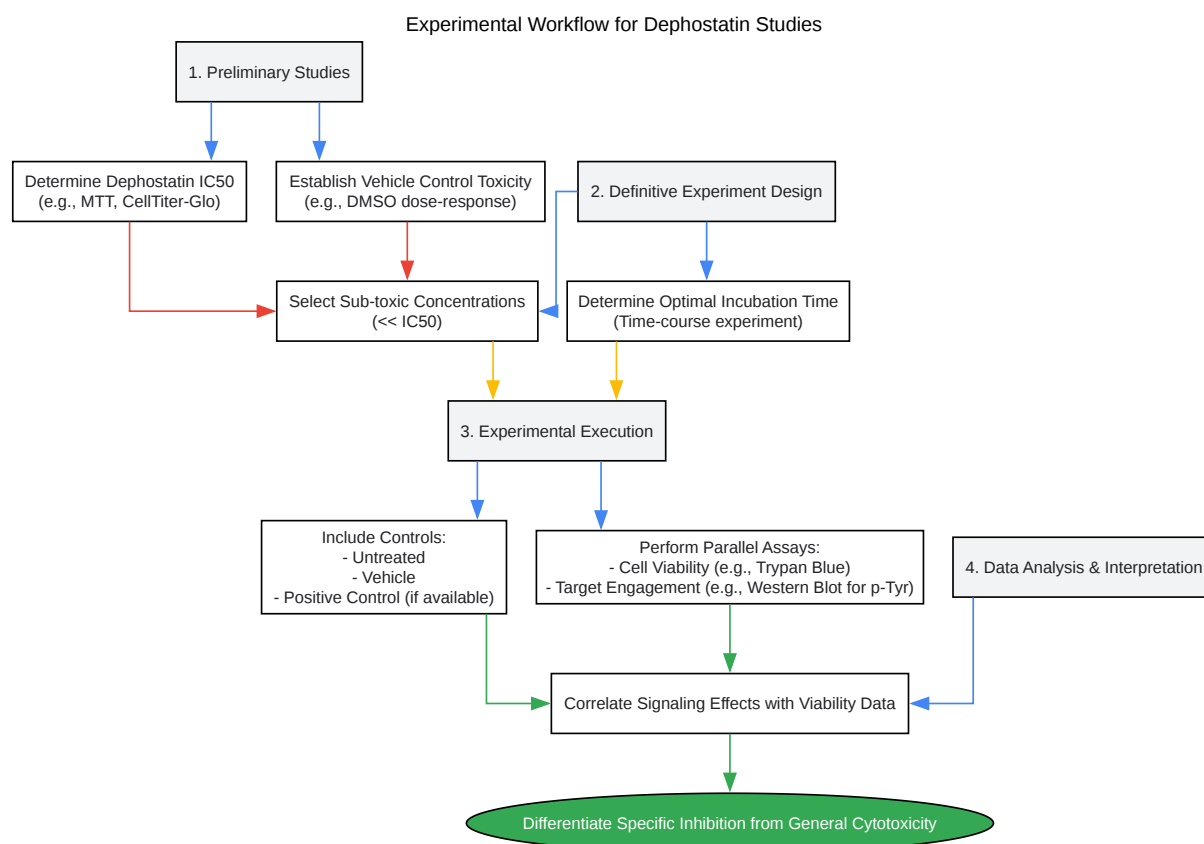 Experimental Workflow for Dephostatin Studies
1. Preliminary Studies
Determine Dephostatin IC50
(e.g., MTT, CellTiter-Glo)
Establish Vehicle Control Toxicity
(e.g., DMSO dose-response)
2. Definitive Experiment Design
Select Sub-toxic Concentrations
(<< IC50)
Determine Optimal Incubation Time
(Time-course experiment)
3. Experimental Execution
Include Controls:
- Untreated
- Vehicle
- Positive Control (if available)
Perform Parallel Assays:
- Cell Viability (e.g., Trypan Blue)
- Target Engagement (e.g., Western Blot for p-Tyr)
4. Data Analysis & Interpretation
Correlate Signaling Effects with Viability Data
Differentiate Specific Inhibition from General Cytotoxicity